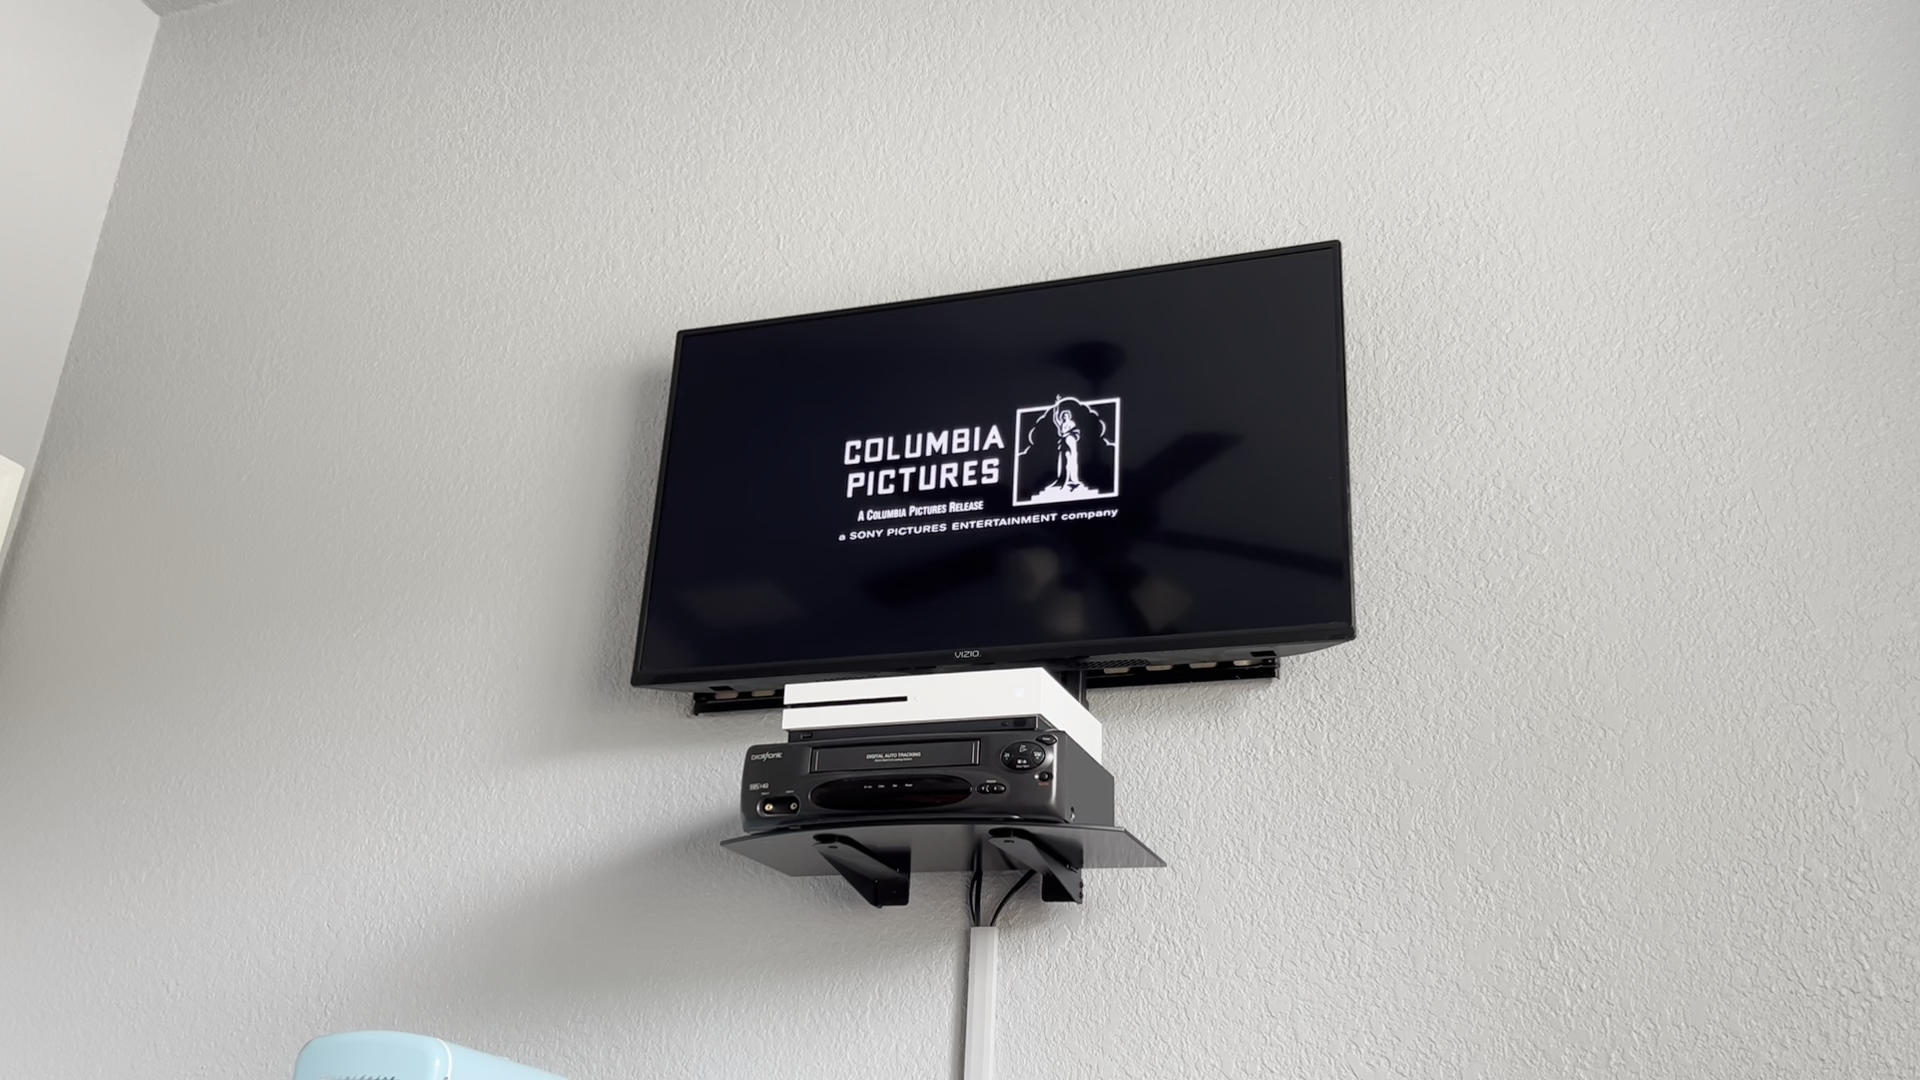 COLUMBIA
PICTURES
A COLUMBIA PICTURES RELEASE
a SONY PICTURES ENTERTAINMENT company
VIZIO
DIGITAL AUTO TRACKING